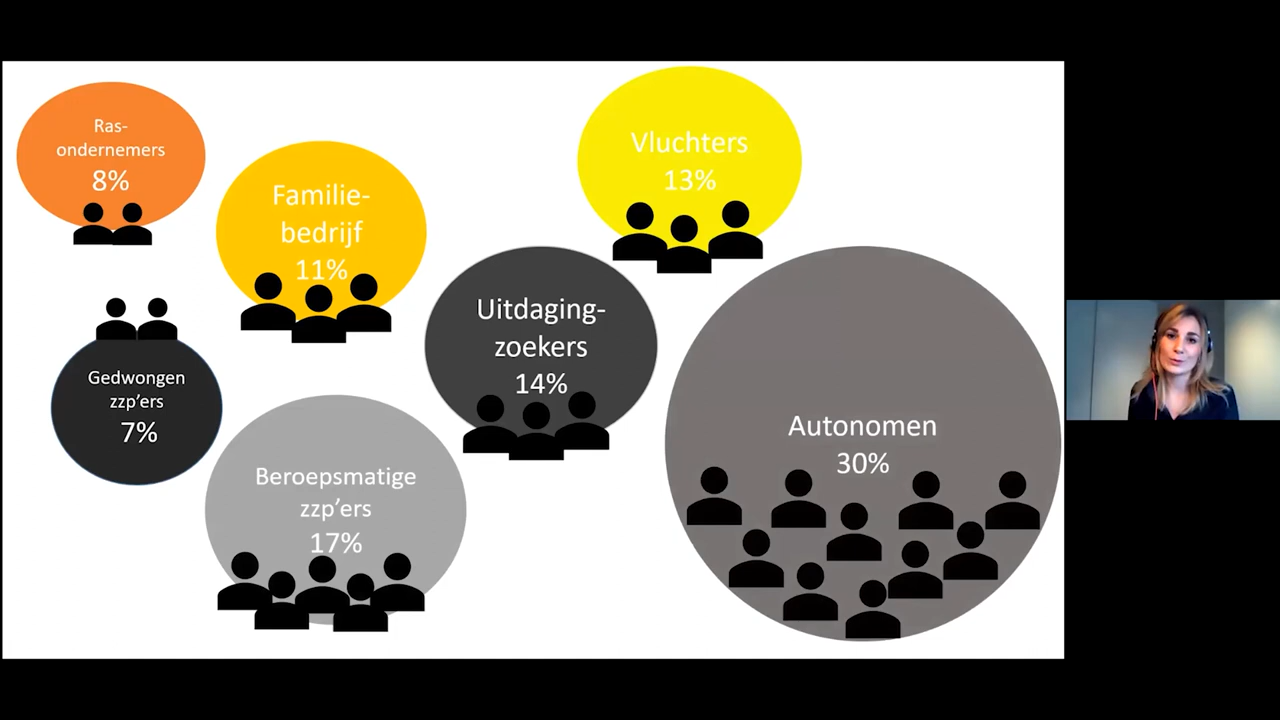 Ras-
ondernemers
8%
Familie-
bedrijf
11%
Vluchters
13%
Uitdaging-
zoekers
14%
Gedwongen
zzp’ers
7%
Beroepsmatige
zzp’ers
17%
Autonomen
30%